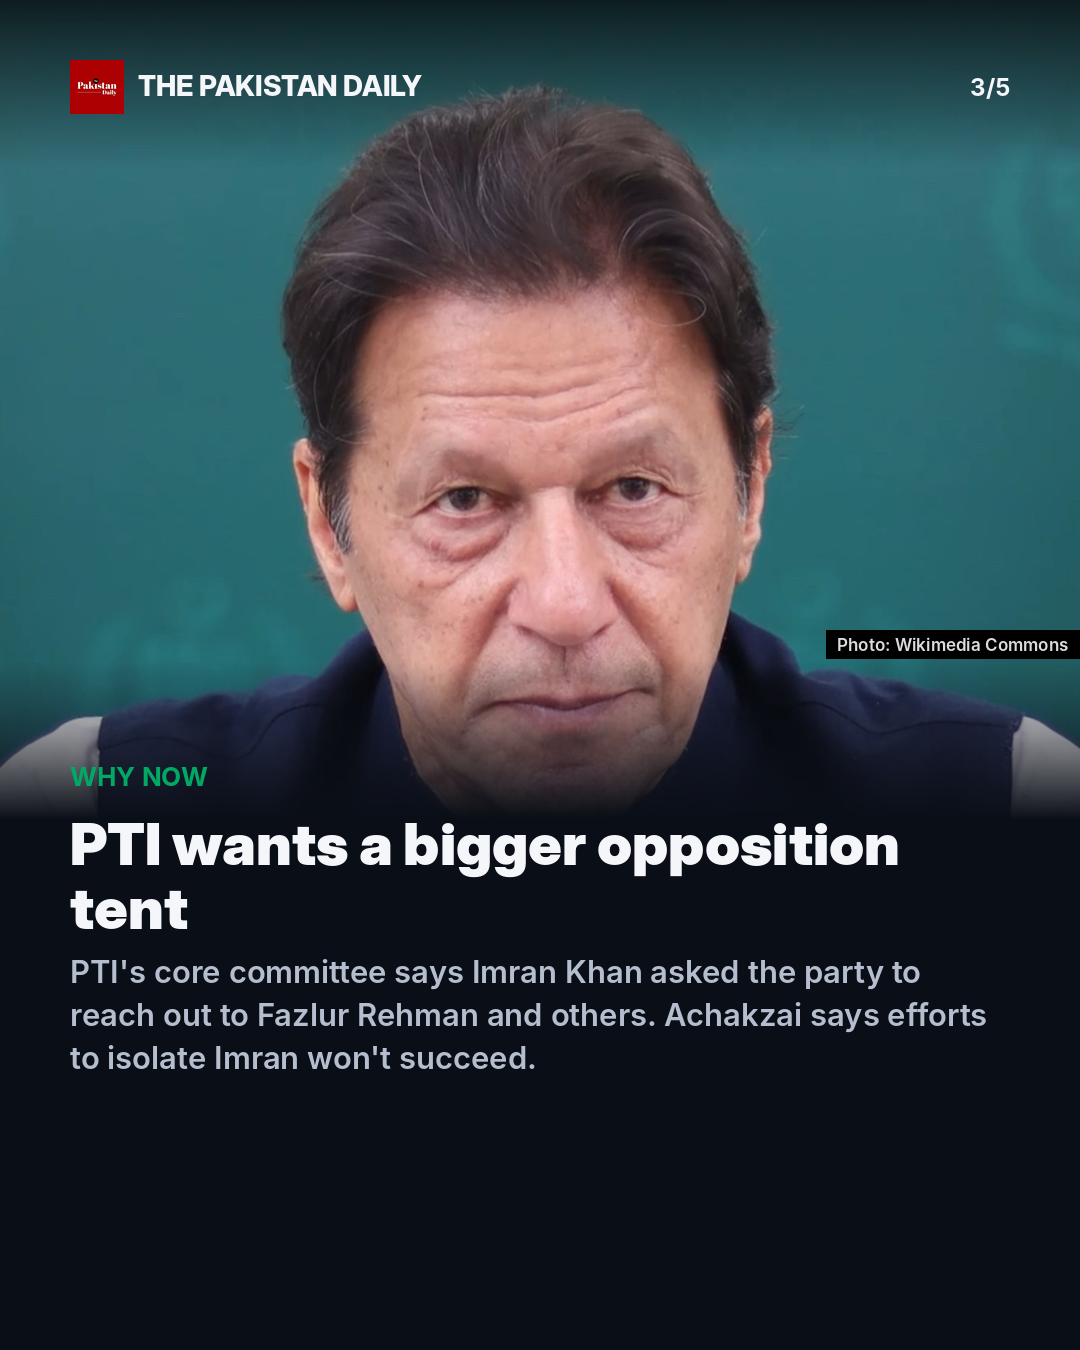 Pakistan
Daily
THE PAKISTAN DAILY
3/5
Photo: Wikimedia Commons
WHY NOW
PTI wants a bigger opposition
tent
PTI's core committee says Imran Khan asked the party to
reach out to Fazlur Rehman and others. Achakzai says efforts
to isolate Imran won't succeed.